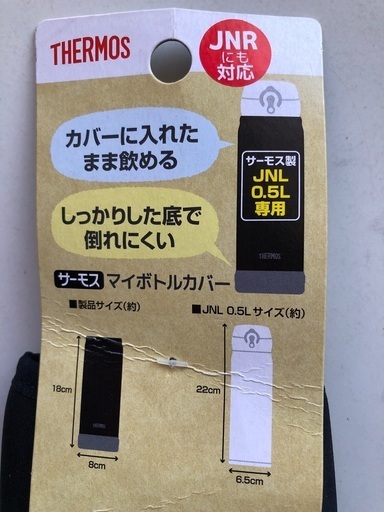 THERMOS
JNR
にも
対応
カバーに入れた
まま飲める
サーモス製
JNL
0.5L
専用
しっかりした底で
倒れにくい
THERMOS
サーモス マイボトルカバー
■製品サイズ(約)
■JNL 0.5Lサイズ(約)
18cm
8cm
22cm
6.5cm